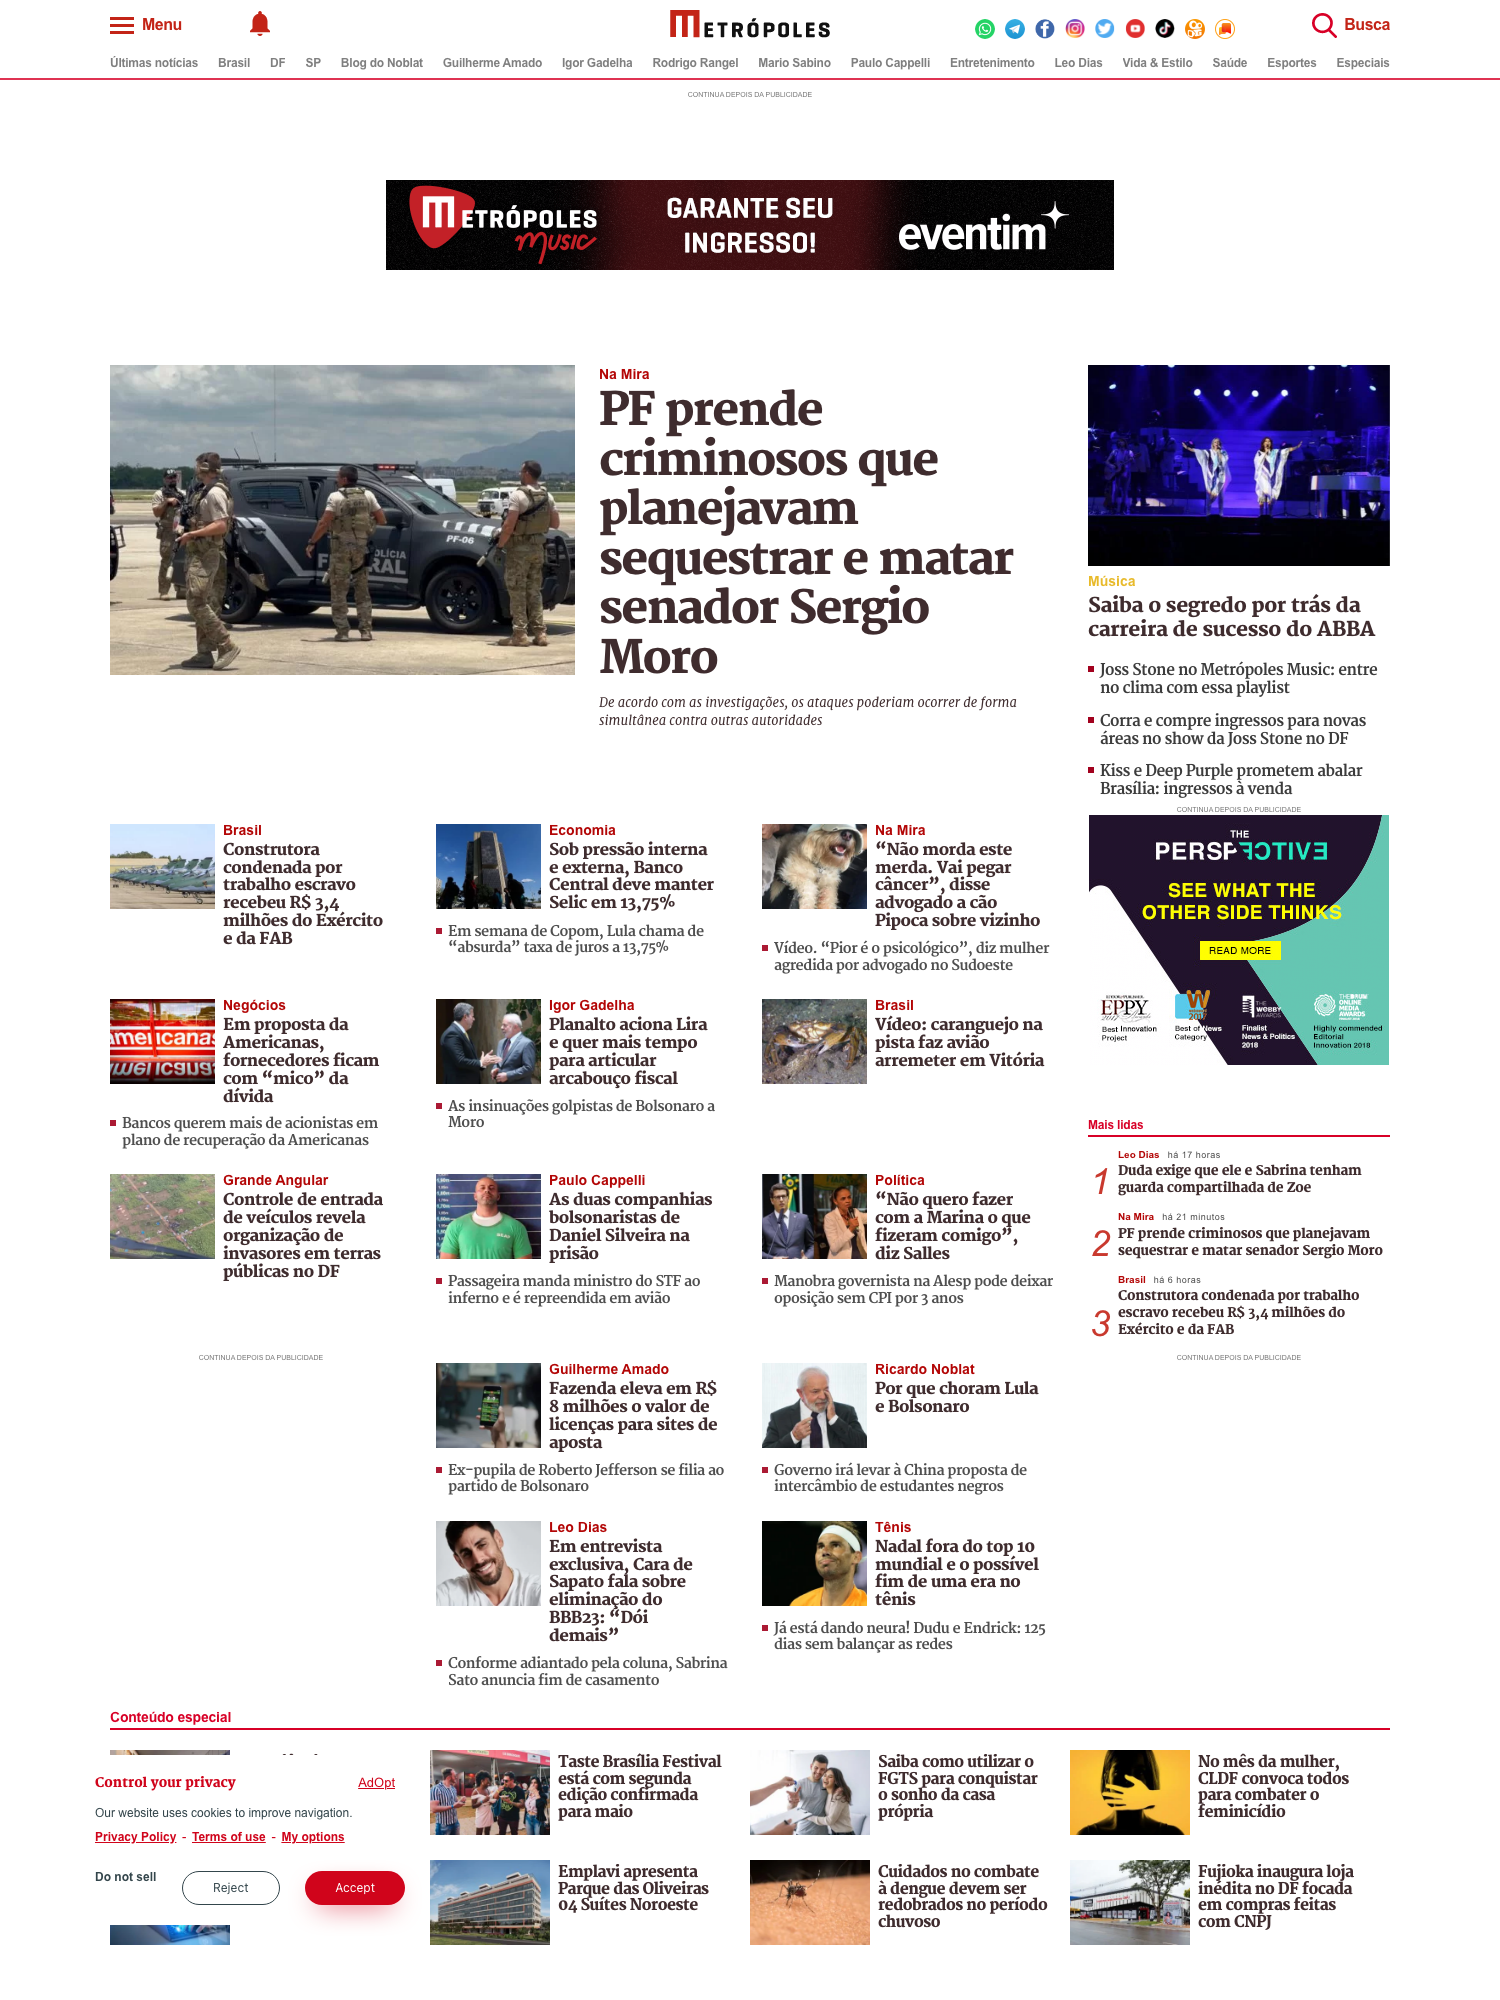 Menu
METRÓPOLES
Busca
Últimas notícias Brasil DF SP Blog do Noblat Guilherme Amado Igor Gadelha Rodrigo Rangel Mario Sabino Paulo Cappelli Entretenimento Leo Dias Vida & Estilo Saúde Esportes Especiais
CONTINUA DEPOIS DA PUBLICIDADE
METRÓPOLES
music
GARANTE SEU
INGRESSO!
eventim
PF-06
Na Mira
PF prende
criminosos que
planejavam
sequestrar e matar
senador Sergio
Moro
De acordo com as investigações, os ataques poderiam ocorrer de forma
simultânea contra outras autoridades
Música
Saiba o segredo por trás da
carreira de sucesso do ABBA
Joss Stone no Metrópoles Music: entre
no clima com essa playlist
Corra e compre ingressos para novas
áreas no show da Joss Stone no DF
Kiss e Deep Purple prometem abalar
Brasília: ingressos à venda
CONTINUA DEPOIS DA PUBLICIDADE
THE
PERSPECTIVE
SEE WHAT THE
OTHER SIDE THINKS
READ MORE
EPPY
Best Innovation
Project
Best of News
Category
THE
WEBBY
AWARDS
Finalist
News & Politics
2018
THE DRUM
ONLINE
MEDIA
AWARDS
Highly commended
Editorial
Innovation 2018
Brasil
Construtora
condenada por
trabalho escravo
recebeu R$ 3,4
milhões do Exército
e da FAB
Economia
Sob pressão interna
e externa, Banco
Central deve manter
Selic em 13,75%
Em semana de Copom, Lula chama de
“absurda” taxa de juros a 13,75%
Na Mira
“Não morda este
merda. Vai pegar
câncer”, disse
advogado a cão
Pipoca sobre vizinho
Vídeo. “Pior é o psicológico”, diz mulher
agredida por advogado no Sudoeste
Negócios
Em proposta da
Americanas,
fornecedores ficam
com “mico” da
dívida
Bancos querem mais de acionistas em
plano de recuperação da Americanas
Igor Gadelha
Planalto aciona Lira
e quer mais tempo
para articular
arcabouço fiscal
As insinuações golpistas de Bolsonaro a
Moro
Brasil
Vídeo: caranguejo na
pista faz avião
arremeter em Vitória
Grande Angular
Controle de entrada
de veículos revela
organização de
invasores em terras
públicas no DF
Paulo Cappelli
As duas companhias
bolsonaristas de
Daniel Silveira na
prisão
Passageira manda ministro do STF ao
inferno e é repreendida em avião
Política
“Não quero fazer
com a Marina o que
fizeram comigo”,
diz Salles
Manobra governista na Alesp pode deixar
oposição sem CPI por 3 anos
Mais lidas
1
Leo Dias há 17 horas
Duda exige que ele e Sabrina tenham
guarda compartilhada de Zoe
2
Na Mira há 21 minutos
PF prende criminosos que planejavam
sequestrar e matar senador Sergio Moro
3
Brasil há 6 horas
Construtora condenada por trabalho
escravo recebeu R$ 3,4 milhões do
Exército e da FAB
CONTINUA DEPOIS DA PUBLICIDADE
CONTINUA DEPOIS DA PUBLICIDADE
Guilherme Amado
Fazenda eleva em R$
8 milhões o valor de
licenças para sites de
aposta
Ex-pupila de Roberto Jefferson se filia ao
partido de Bolsonaro
Ricardo Noblat
Por que choram Lula
e Bolsonaro
Governo irá levar à China proposta de
intercâmbio de estudantes negros
Leo Dias
Em entrevista
exclusiva, Cara de
Sapato fala sobre
eliminação do
BBB23: “Dói
demais”
Conforme adiantado pela coluna, Sabrina
Sato anuncia fim de casamento
Tênis
Nadal fora do top 10
mundial e o possível
fim de uma era no
tênis
Já está dando neura! Dudu e Endrick: 125
dias sem balançar as redes
Conteúdo especial
Control your privacy
AdOpt
Our website uses cookies to improve navigation.
Privacy Policy - Terms of use - My options
Do not sell
Reject
Accept
Taste Brasília Festival
está com segunda
edição confirmada
para maio
Saiba como utilizar o
FGTS para conquistar
o sonho da casa
própria
No mês da mulher,
CLDF convoca todos
para combater o
feminicídio
Emplavi apresenta
Parque das Oliveiras
04 Suítes Noroeste
Cuidados no combate
à dengue devem ser
redobrados no período
chuvoso
Fujioka inaugura loja
inédita no DF focada
em compras feitas
com CNPJ